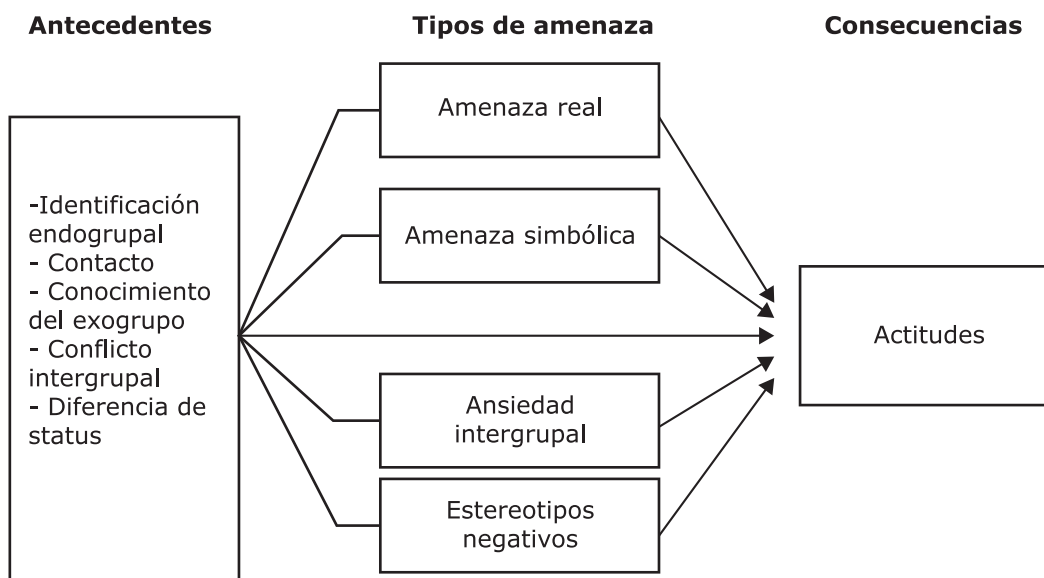 Antecedentes
Tipos de amenaza
Consecuencias
-Identificación
endogrupal
- Contacto
- Conocimiento
del exogrupo
- Conflicto
intergrupal
- Diferencia de
status
Amenaza real
Amenaza simbólica
Ansiedad
intergrupal
Estereotipos
negativos
Actitudes